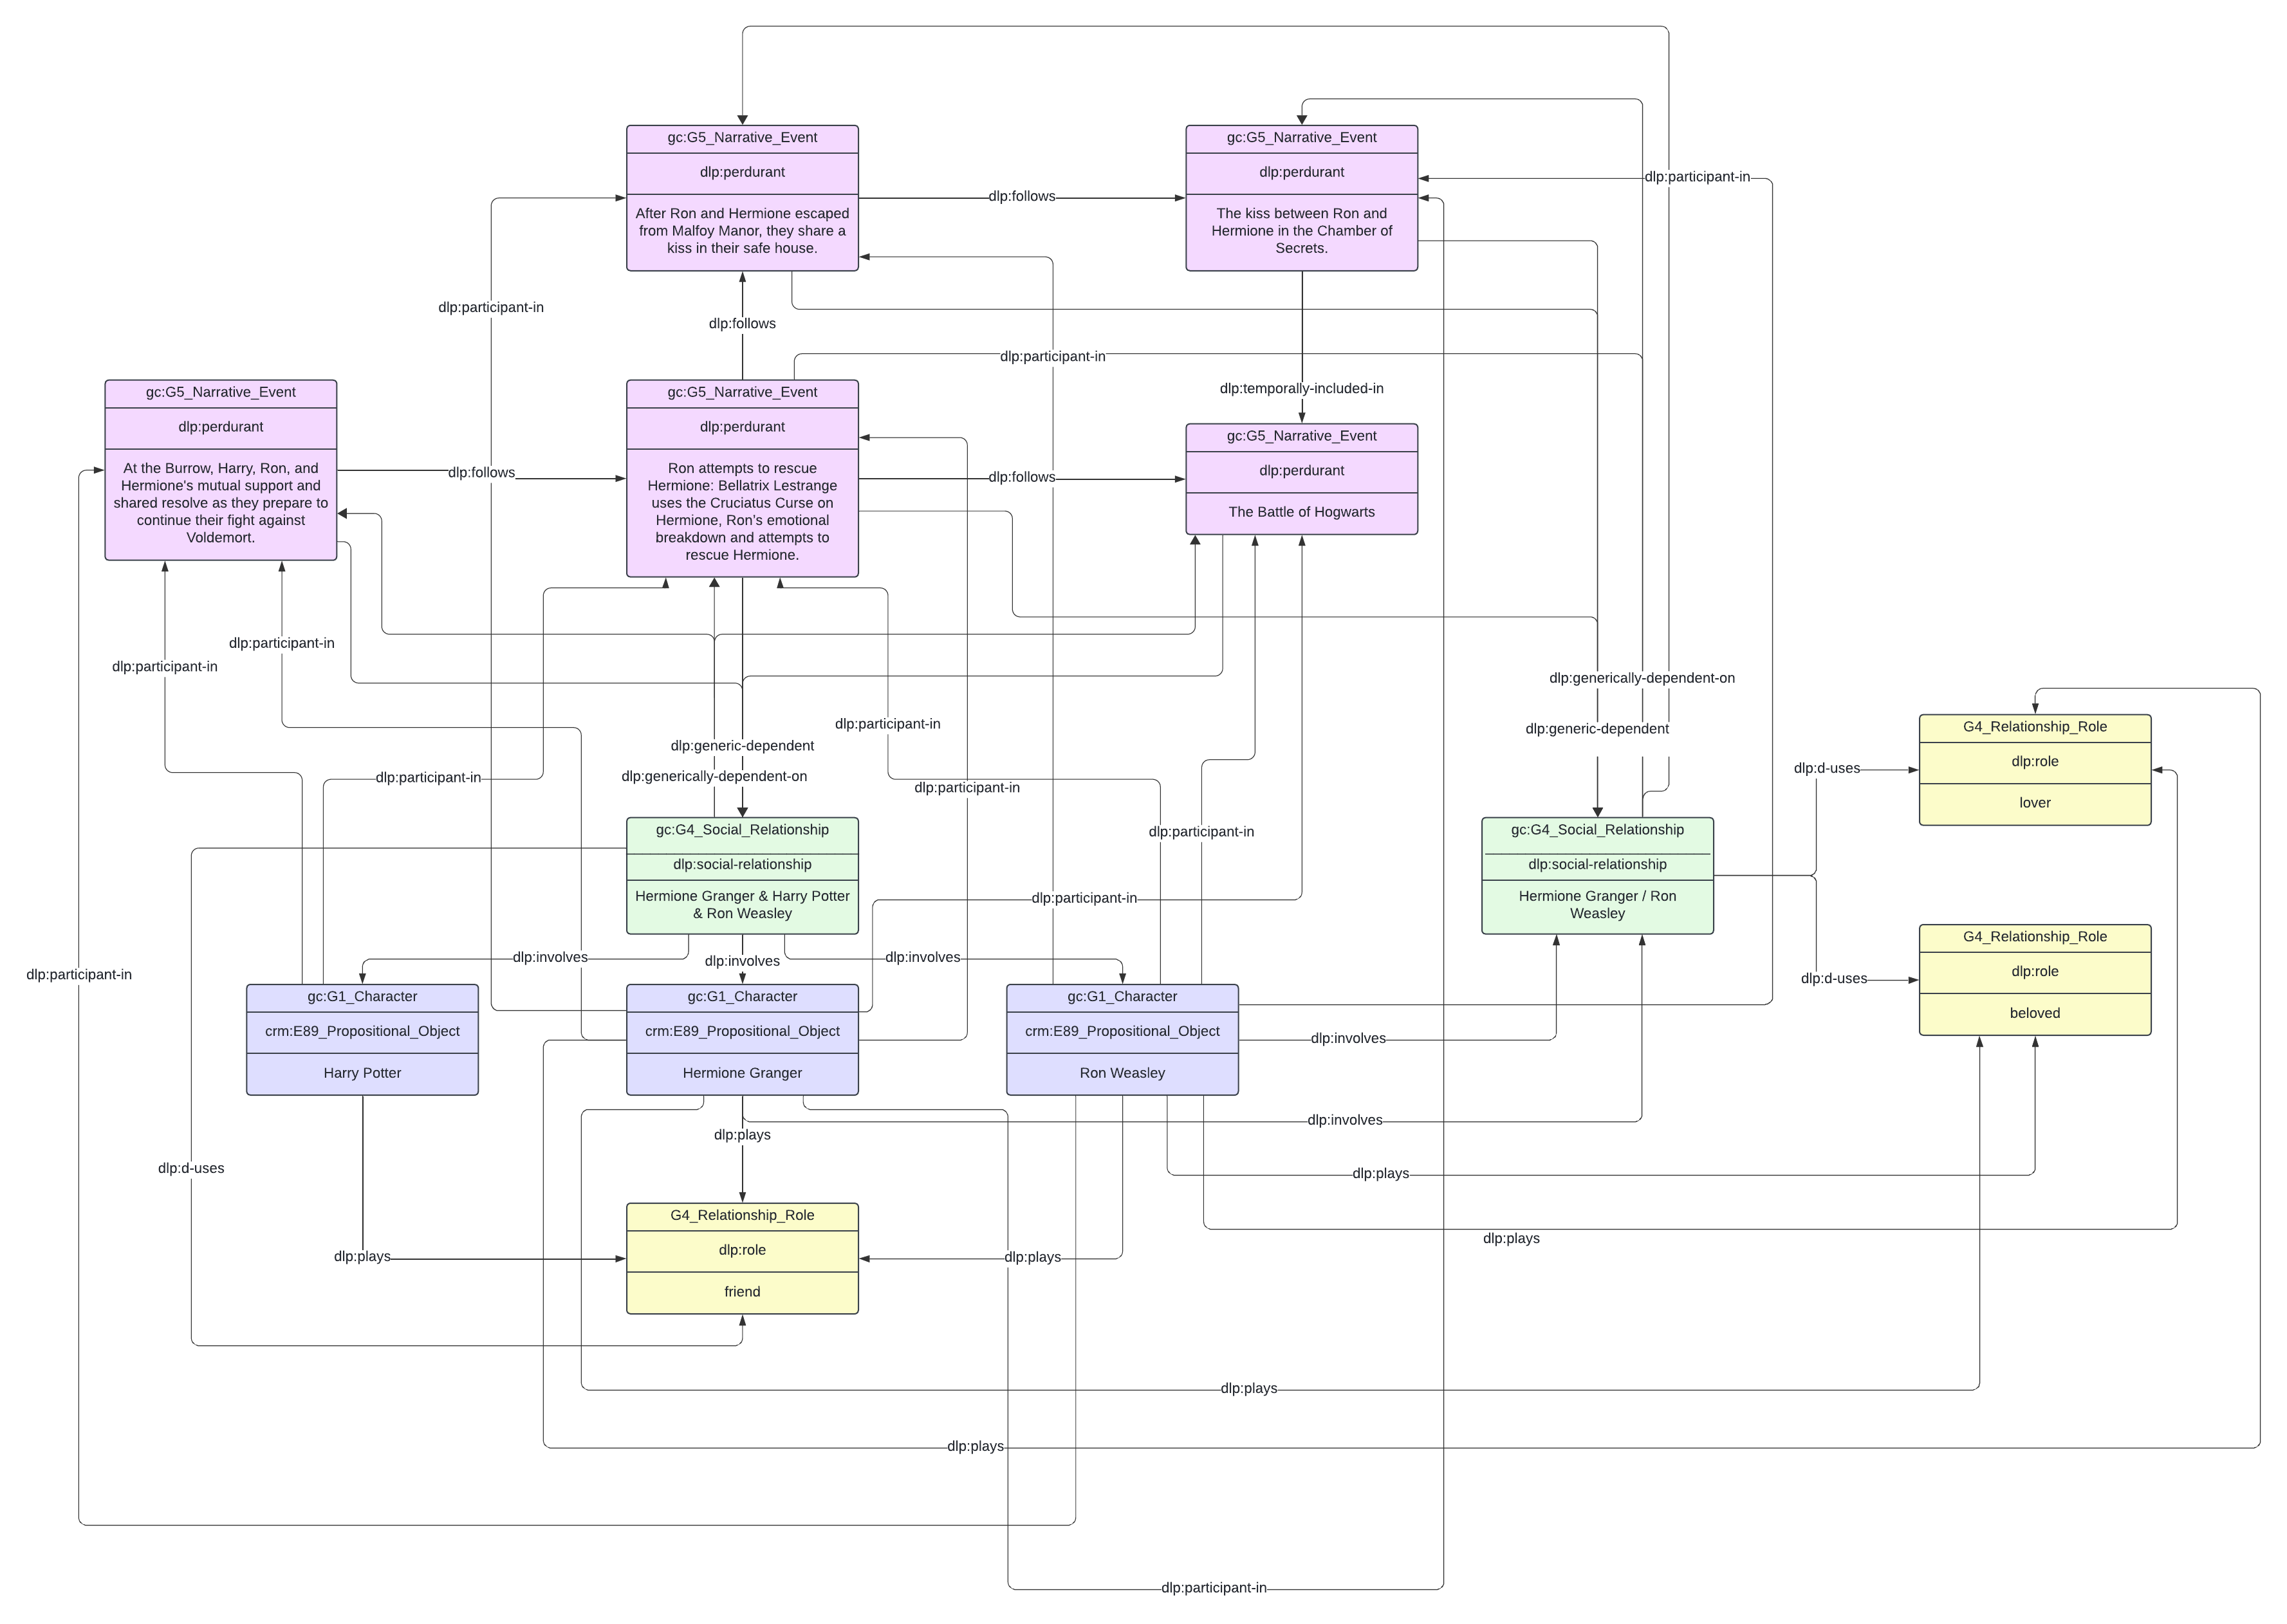 gc:G5_Narrative_Event
dlp:perdurant
After Ron and Hermione escaped
from Malfoy Manor, they share a
kiss in their safe house.
dlp:follows
gc:G5_Narrative_Event
dlp:perdurant
The kiss between Ron and
Hermione in the Chamber of
Secrets.
dlp:participant-in
dlp:participant-in
dlp:follows
dlp:participant-in
dlp:temporally-included-in
gc:G5_Narrative_Event
dlp:perdurant
At the Burrow, Harry, Ron, and
Hermione's mutual support and
shared resolve as they prepare to
continue their fight against
Voldemort.
dlp:follows
gc:G5_Narrative_Event
dlp:perdurant
Ron attempts to rescue
Hermione: Bellatrix Lestrange
uses the Cruciatus Curse on
Hermione, Ron’s emotional
breakdown and attempts to
rescue Hermione.
dlp:follows
gc:G5_Narrative_Event
dlp:perdurant
The Battle of Hogwarts
dlp:participant-in
dlp:participant-in
dlp:generically-dependent-on
dlp:participant-in
dlp:generic-dependent
dlp:generic-dependent
dlp:generically-dependent-on
dlp:participant-in
dlp:participant-in
dlp:participant-in
dlp:participant-in
dlp:d-uses
G4_Relationship_Role
dlp:role
lover
gc:G4_Social_Relationship
dlp:social-relationship
Hermione Granger & Harry Potter
& Ron Weasley
gc:G4_Social_Relationship
dlp:social-relationship
Hermione Granger / Ron
Weasley
dlp:d-uses
G4_Relationship_Role
dlp:role
beloved
dlp:participant-in
dlp:involves
dlp:involves
dlp:involves
gc:G1_Character
crm:E89_Propositional_Object
Harry Potter
gc:G1_Character
crm:E89_Propositional_Object
Hermione Granger
gc:G1_Character
crm:E89_Propositional_Object
Ron Weasley
dlp:involves
dlp:involves
dlp:plays
dlp:d-uses
dlp:plays
G4_Relationship_Role
dlp:role
friend
dlp:plays
dlp:plays
dlp:plays
dlp:plays
dlp:plays
dlp:participant-in